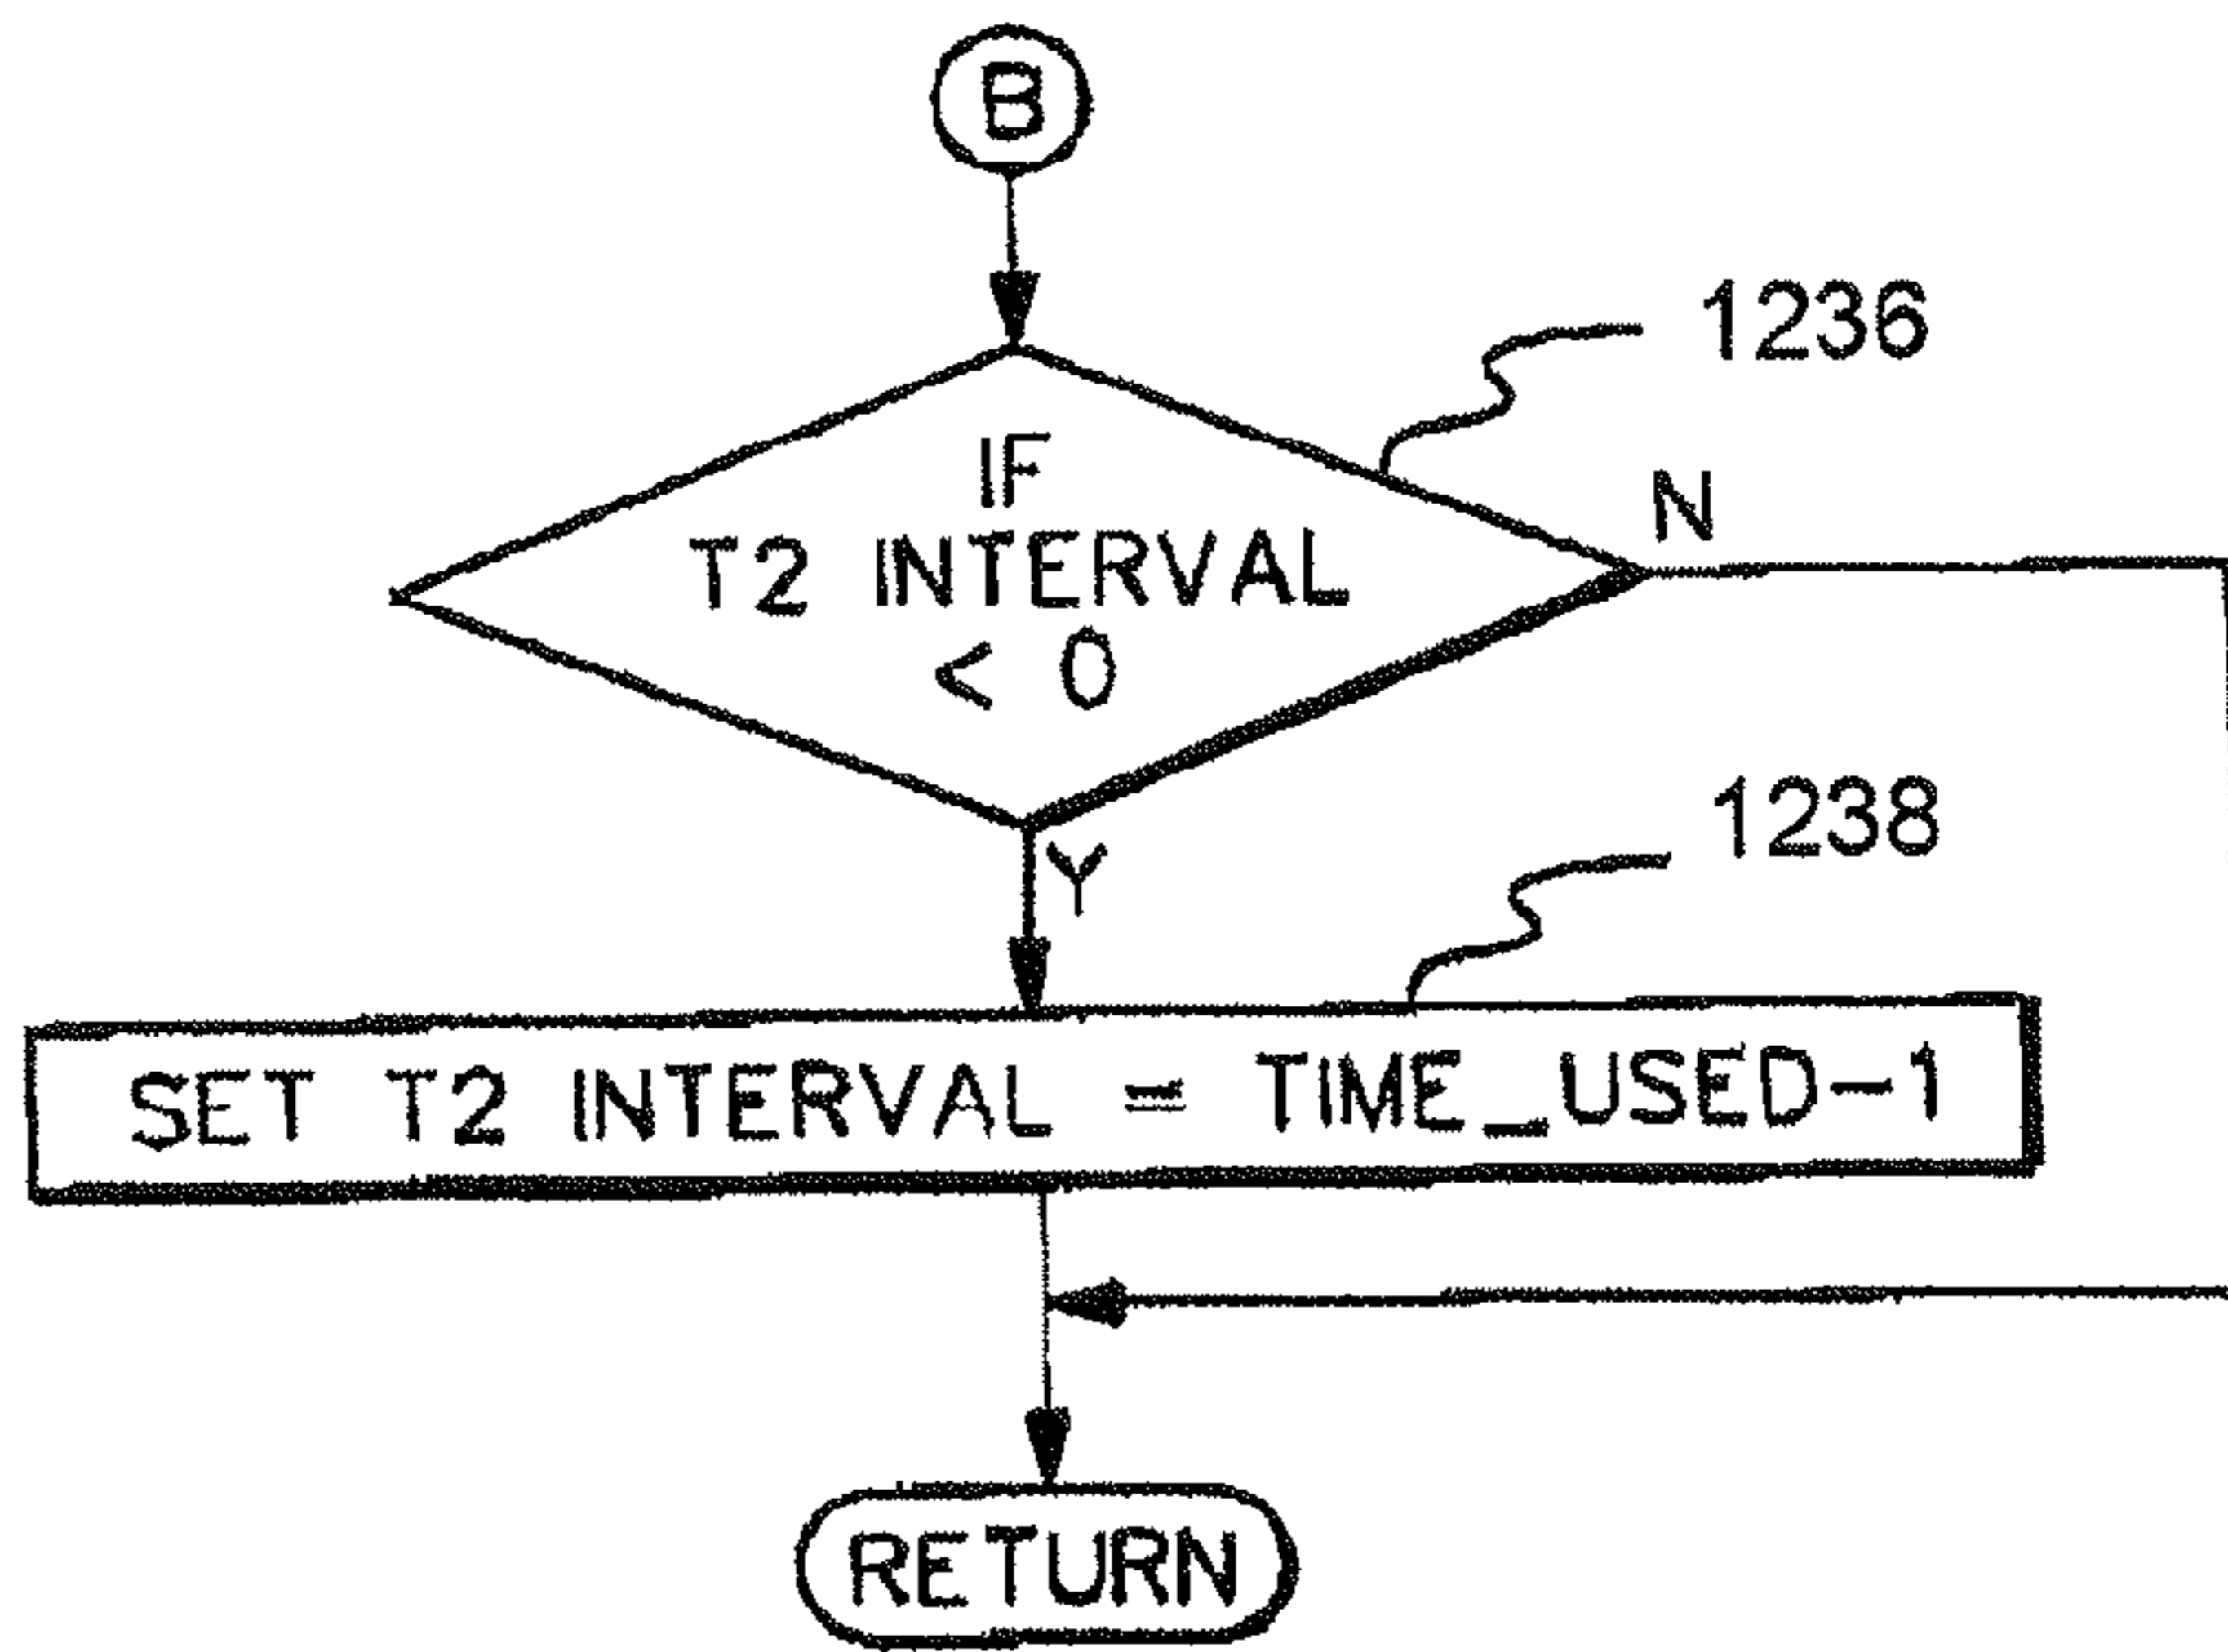 B
1236
IF
T2 INTERVAL
< 0
N
Y
1238
SET T2 INTERVAL = TIME_USED-1
RETURN